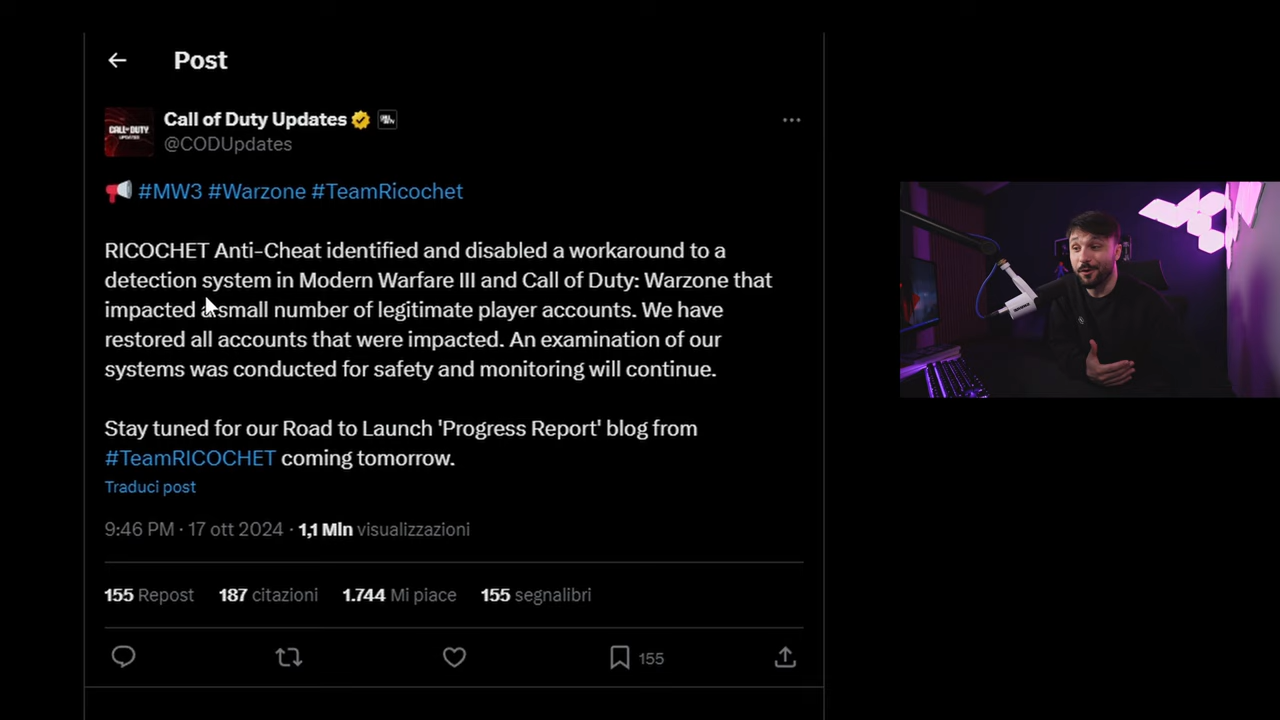 Post
Call of Duty Updates
@CODUpdates
#MW3 #Warzone #TeamRicochet
RICOCHET Anti-Cheat identified and disabled a workaround to a
detection system in Modern Warfare III and Call of Duty: Warzone that
impacted a small number of legitimate player accounts. We have
restored all accounts that were impacted. An examination of our
systems was conducted for safety and monitoring will continue.
Stay tuned for our Road to Launch 'Progress Report' blog from
#TeamRICOCHET coming tomorrow.
Traduci post
9:46 PM · 17 ott 2024 · 1,1 Mln visualizzazioni
155 Repost 187 citazioni 1.744 Mi piace 155 segnalibri
155
CALL OF DUTY
UPDATES